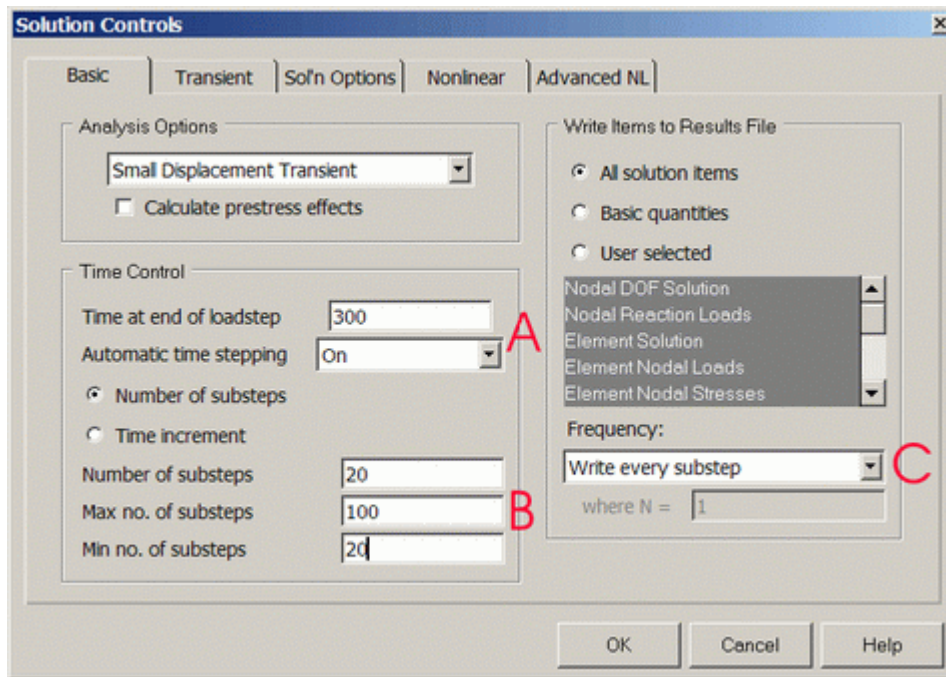 Solution Controls
Basic
Transient
Sol'n Options
Nonlinear
Advanced NL
Analysis Options
Small Displacement Transient
Calculate prestress effects
Time Control
Time at end of loadstep 300
A
Automatic time stepping On
Number of substeps
Time increment
Number of substeps 20
Max no. of substeps 100
B
Min no. of substeps 20
Write Items to Results File
All solution items
Basic quantities
User selected
Nodal DOF Solution
Nodal Reaction Loads
Element Solution
Element Nodal Loads
Element Nodal Stresses
Frequency:
Write every substep
C
where N = 1
OK
Cancel
Help